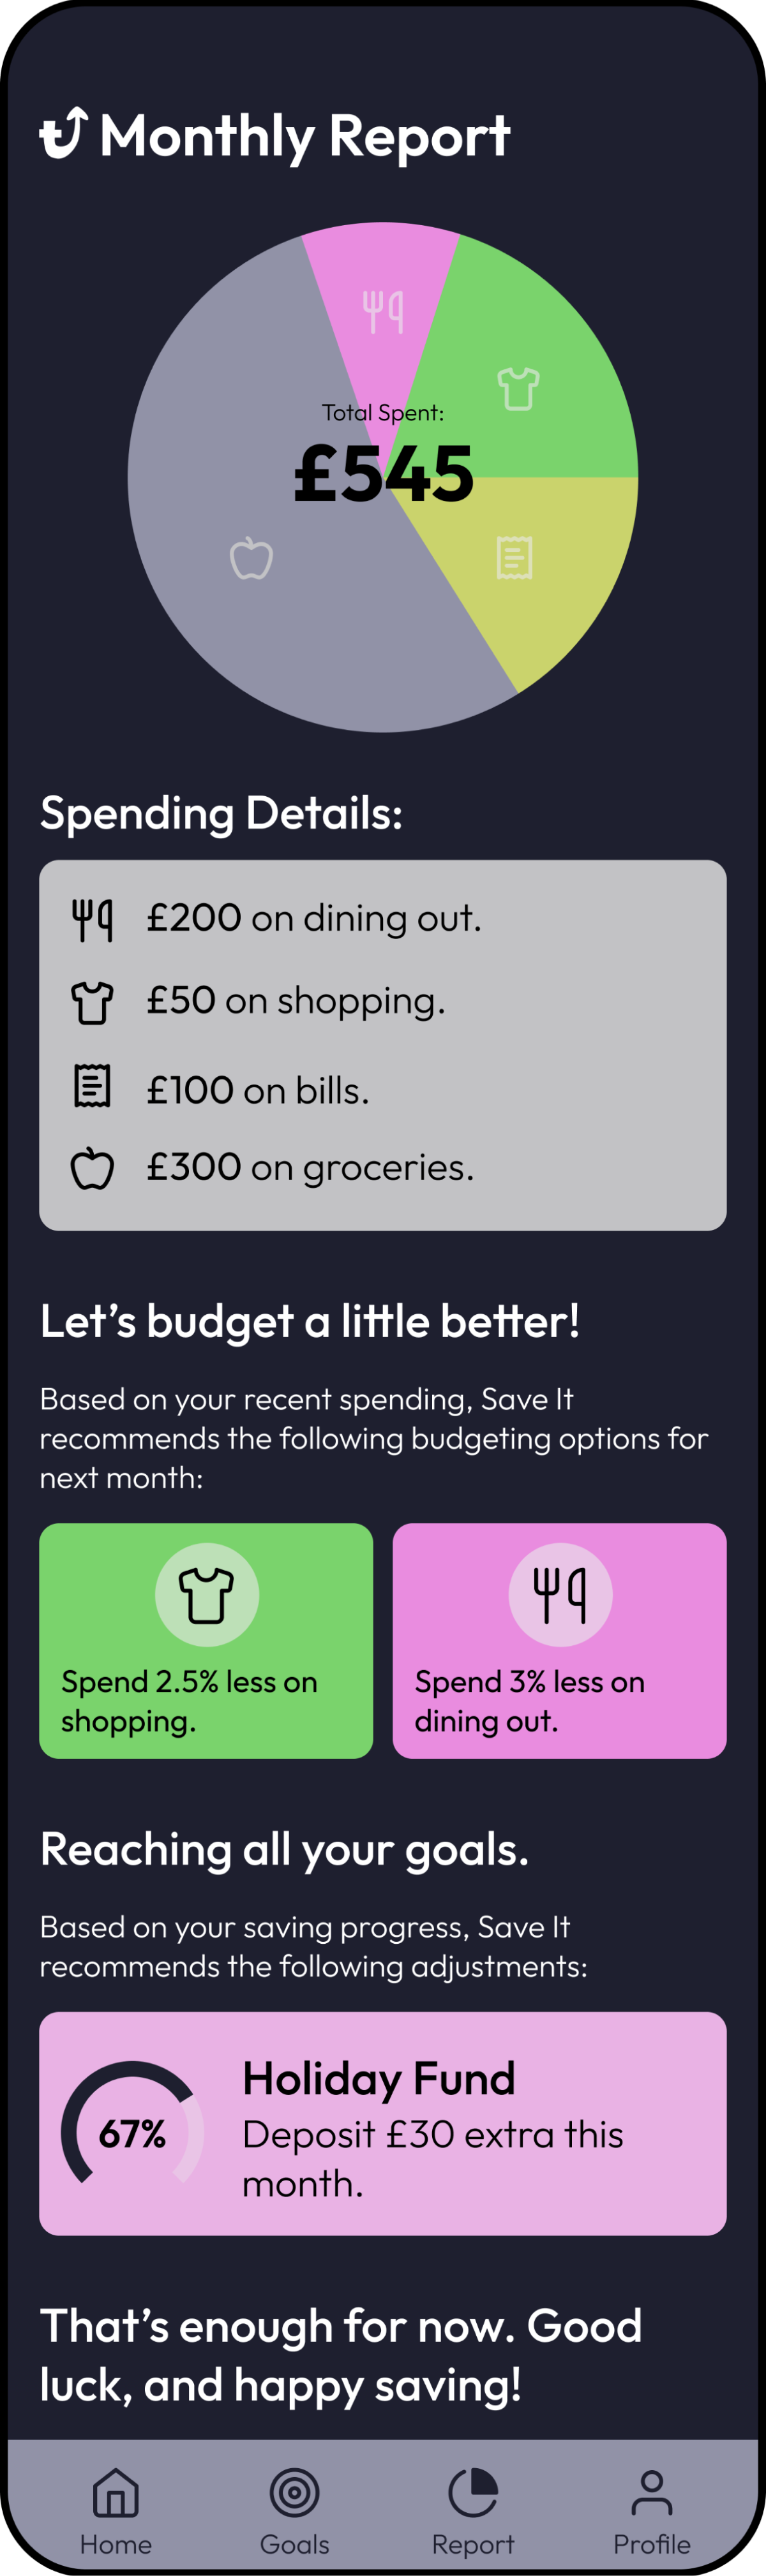 Monthly Report
Total Spent:
£545
Spending Details:
£200 on dining out.
£50 on shopping.
£100 on bills.
£300 on groceries.
Let’s budget a little better!
Based on your recent spending, Save It
recommends the following budgeting options for
next month:
Spend 2.5% less on
shopping.
Spend 3% less on
dining out.
Reaching all your goals.
Based on your saving progress, Save It
recommends the following adjustments:
67%
Holiday Fund
Deposit £30 extra this
month.
That’s enough for now. Good
luck, and happy saving!
Home
Goals
Report
Profile